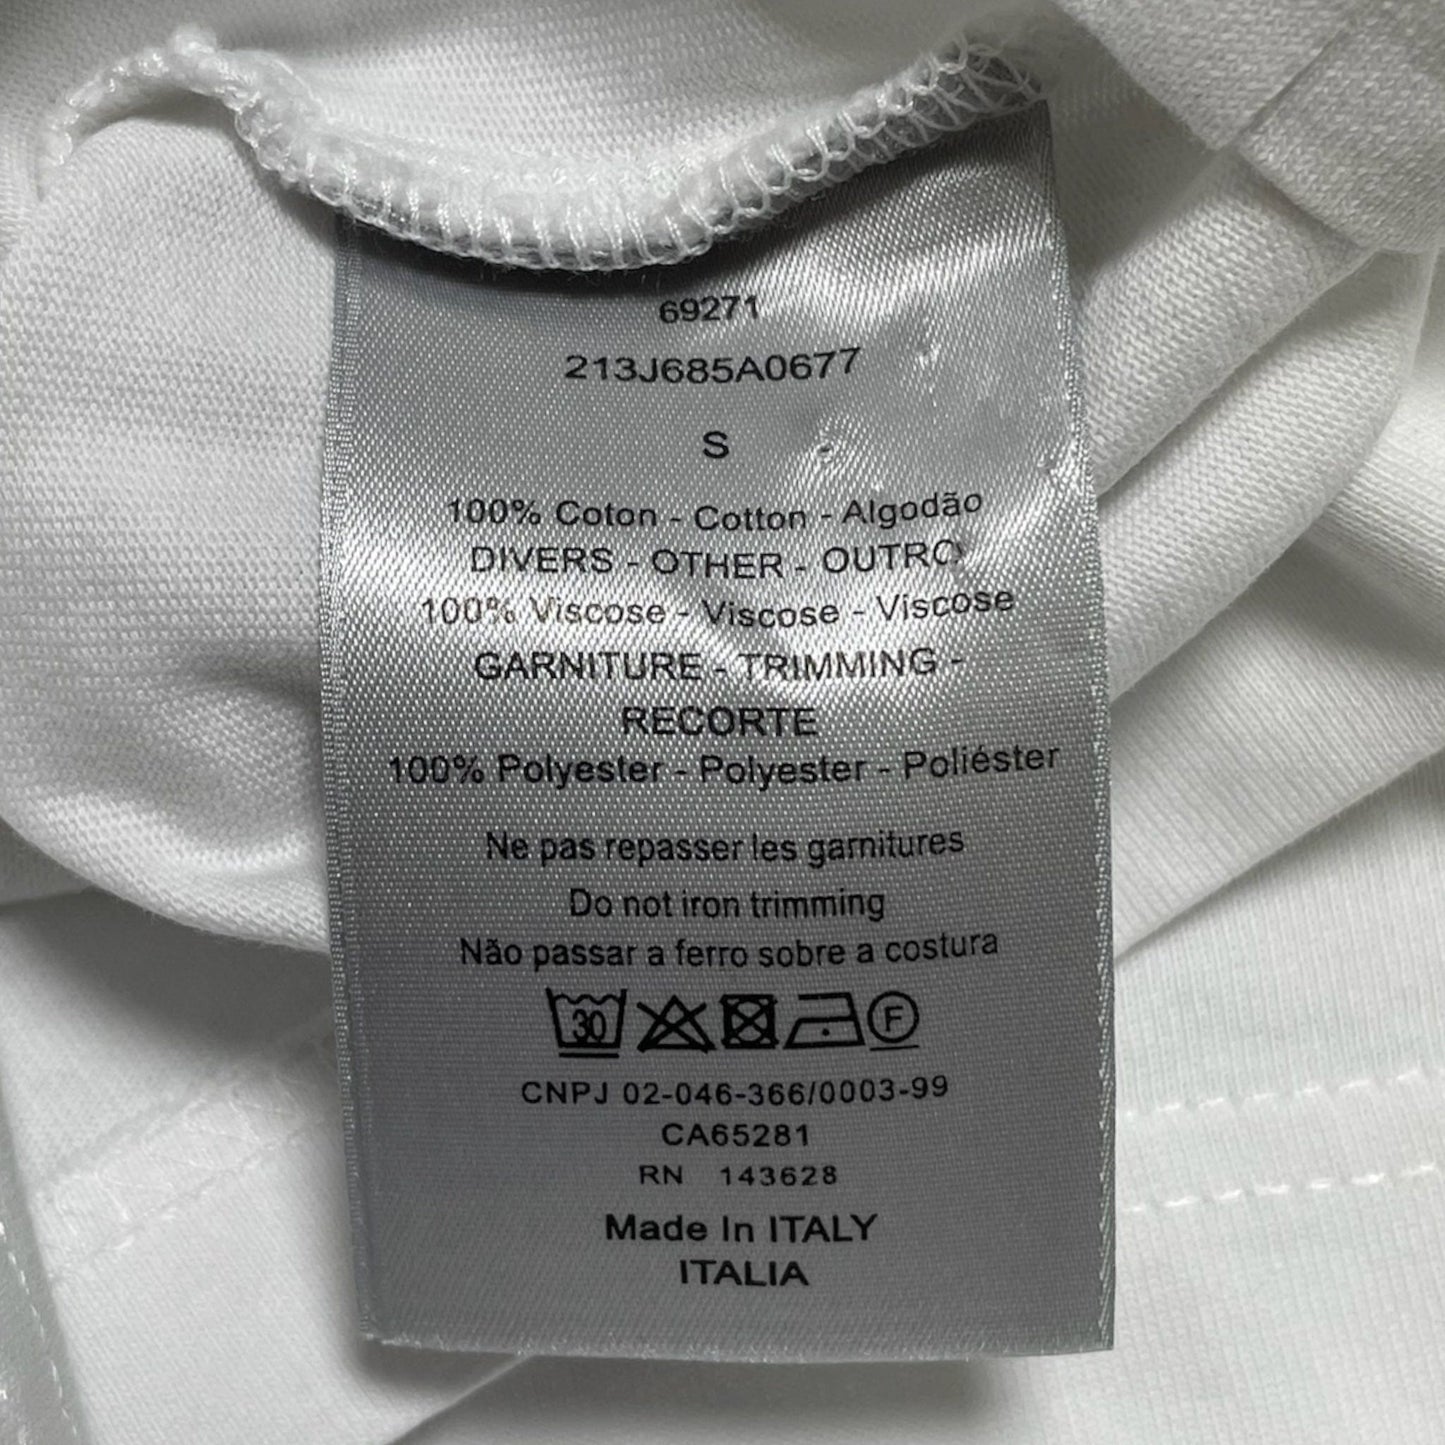 69271
213J685A0677
S
100% Coton - Cotton - Algodão
DIVERS - OTHER - OUTRO
100% Viscose - Viscose - Viscose
GARNITURE - TRIMMING -
RECORTE
100% Polyester - Polyester - Poliéster
Ne pas repasser les garnitures
Do not iron trimming
Não passar a ferro sobre a costura
30 F
CNPJ 02-046-366/0003-99
CA65281
RN 143628
Made In ITALY
ITALIA